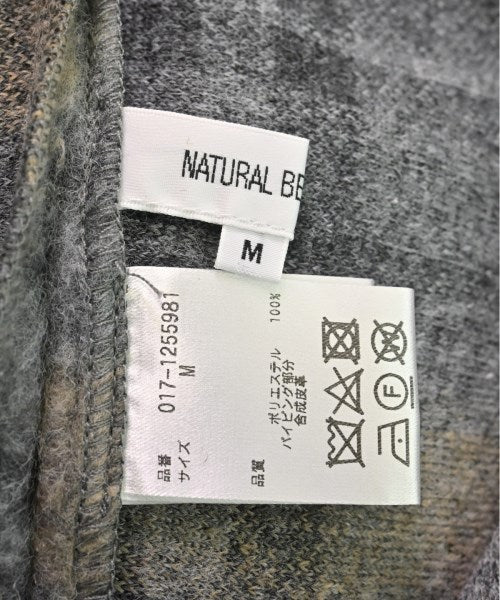 NATURAL BE
M
品番 017-1255981
サイズ M
品質
ポリエステル 100%
パイピング部分
合成皮革
F